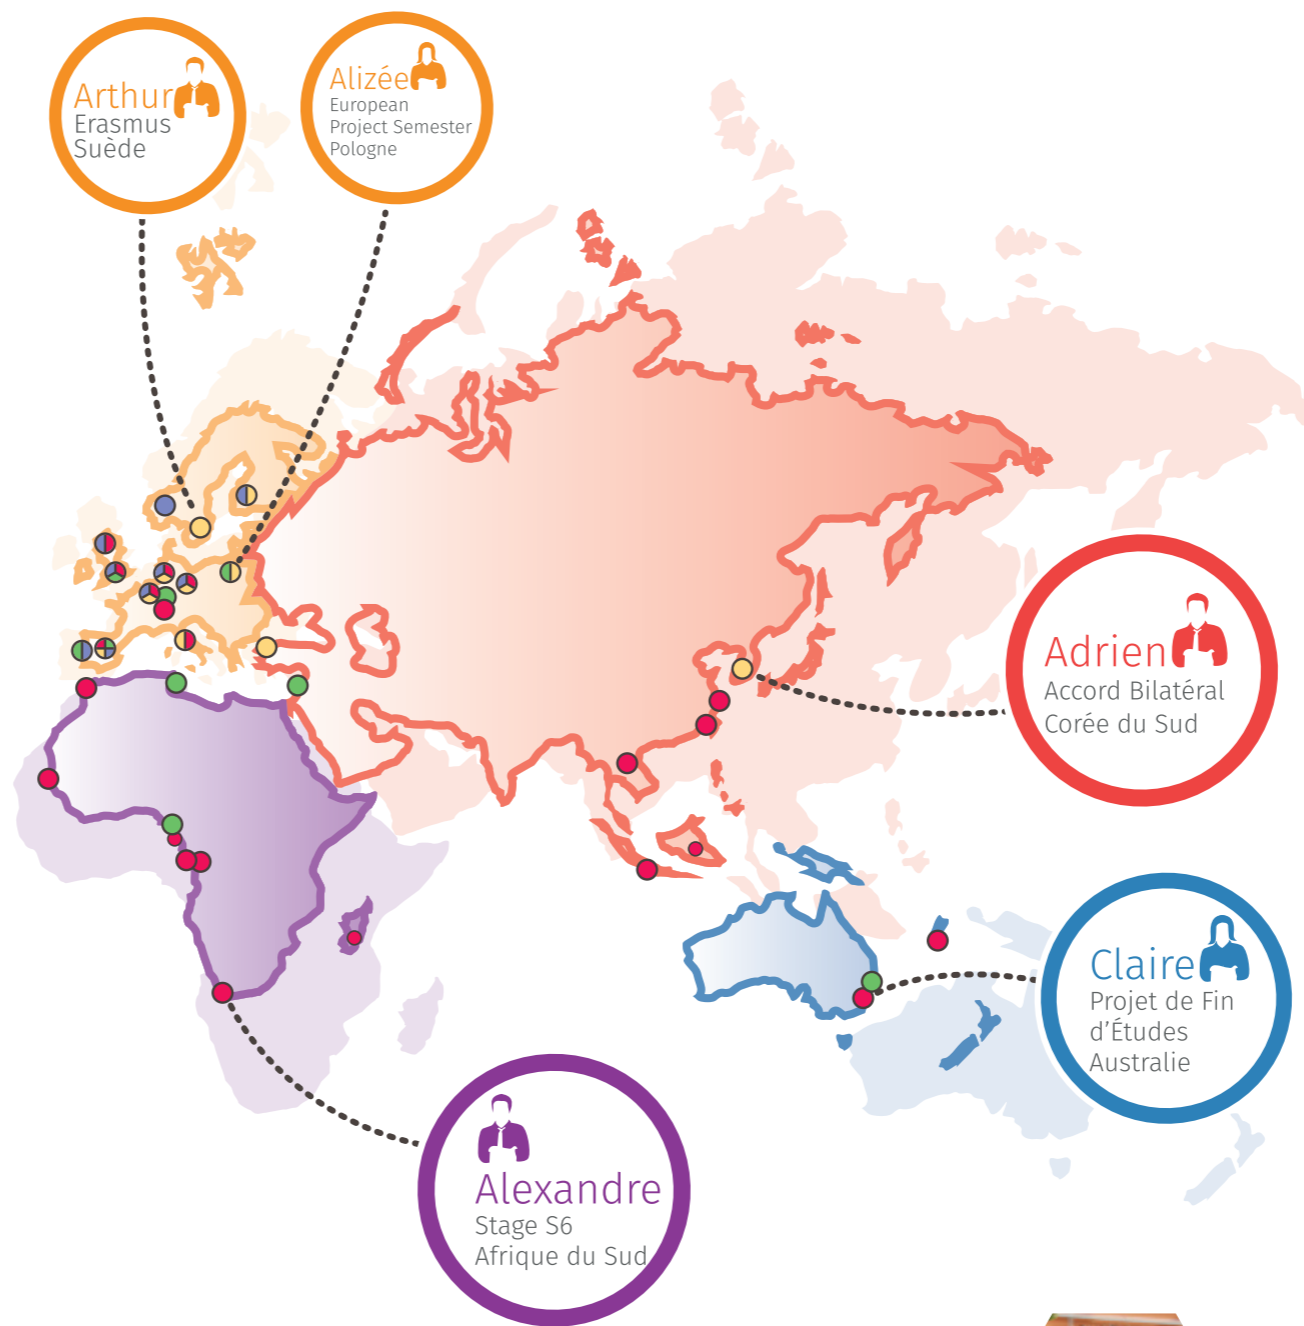 Arthur
Erasmus
Suède
Alizée
European
Project Semester
Pologne
Adrien
Accord Bilatéral
Corée du Sud
Claire
Projet de Fin
d'Études
Australie
Alexandre
Stage S6
Afrique du Sud